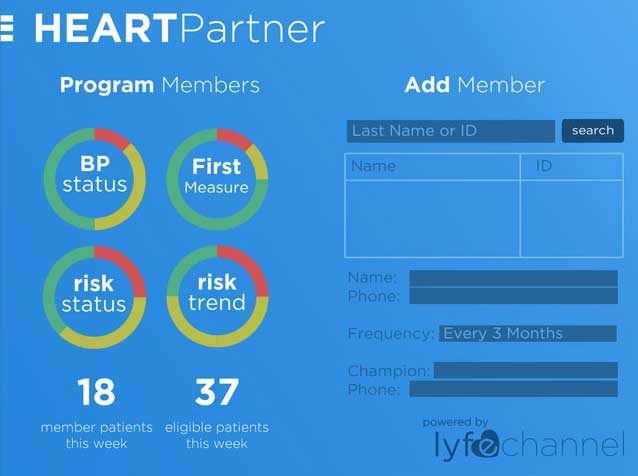 HEARTPartner
Program Members
BP
status
First
Measure
risk
status
risk
trend
18
member patients
this week
37
eligible patients
this week
Add Member
Last Name or ID
search
Name ID
Name:
Phone:
Frequency: Every 3 Months
Champion:
Phone:
powered by
lyfechannel